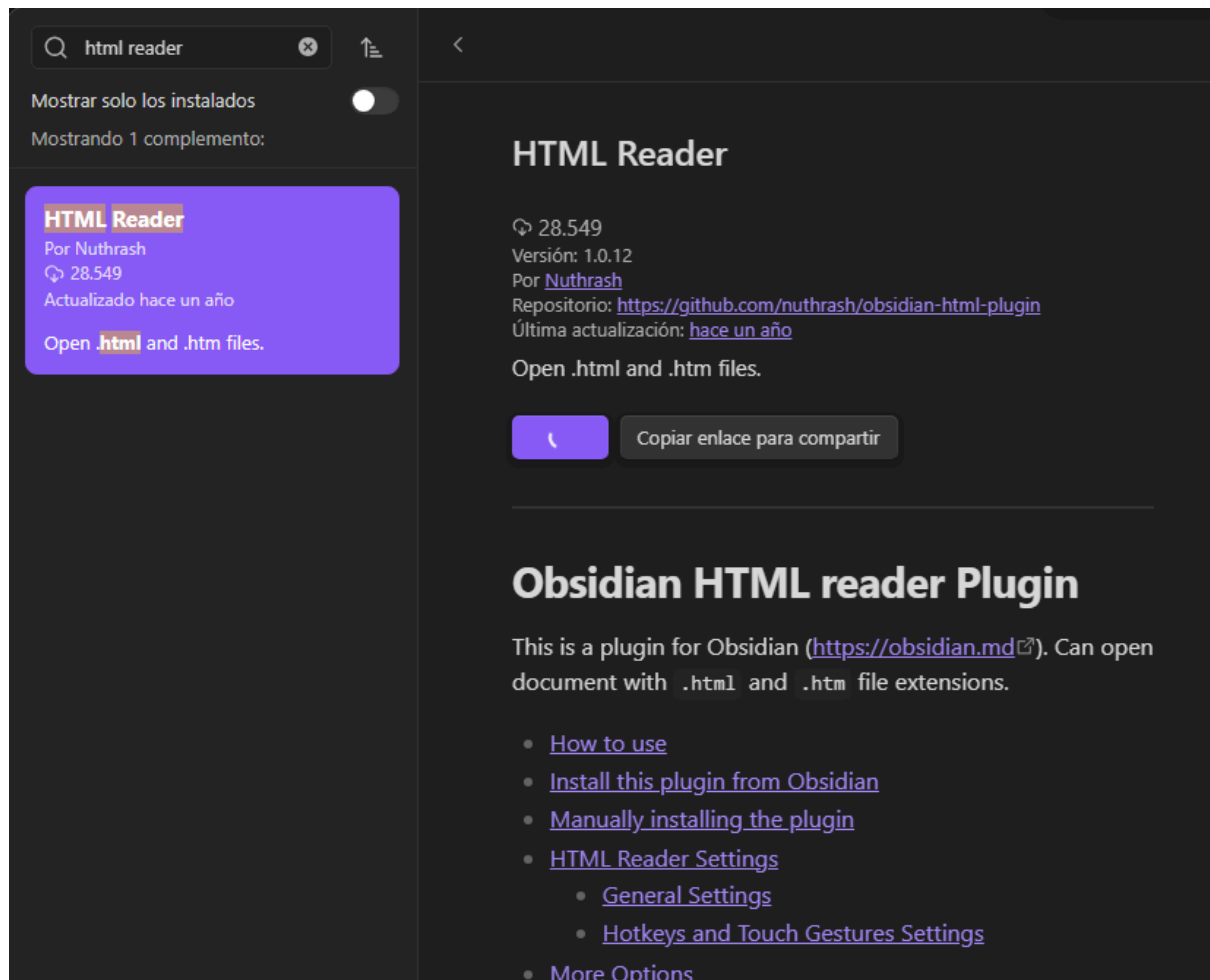 html reader
Mostrar solo los instalados
Mostrando 1 complemento:
HTML Reader
Por Nuthrash
28.549
Actualizado hace un año
Open .html and .htm files.
HTML Reader
28.549
Versión: 1.0.12
Por Nuthrash
Repositorio: https://github.com/nuthrash/obsidian-html-plugin
Última actualización: hace un año
Open .html and .htm files.
Copiar enlace para compartir
Obsidian HTML reader Plugin
This is a plugin for Obsidian (https://obsidian.md). Can open
document with .html and .htm file extensions.
How to use
Install this plugin from Obsidian
Manually installing the plugin
HTML Reader Settings
General Settings
Hotkeys and Touch Gestures Settings
More Options